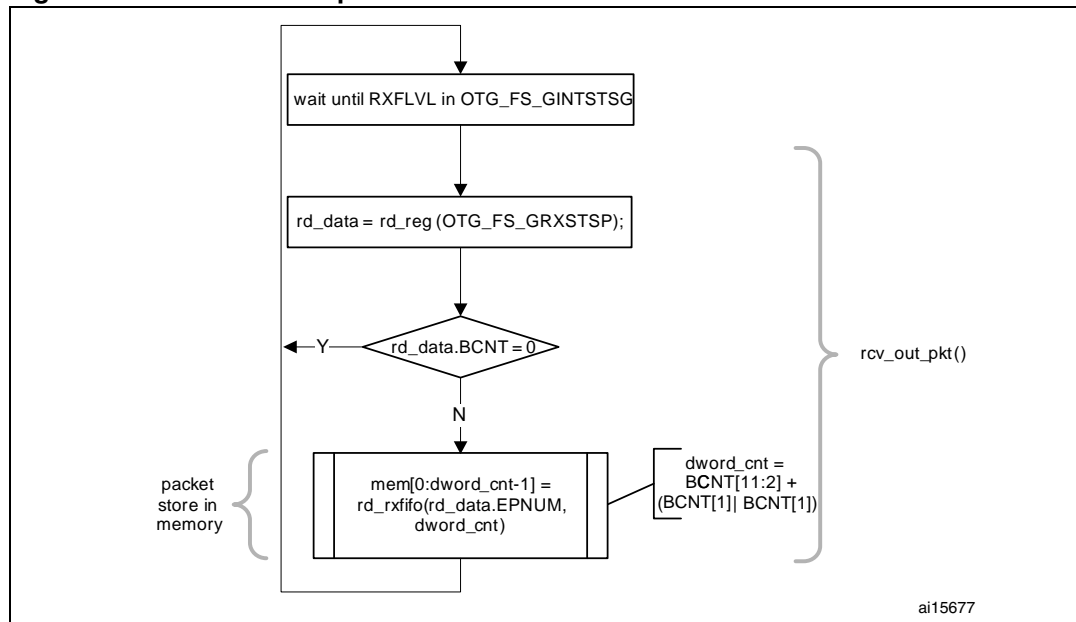 wait until RXFLVL in OTG_FS_GINTSTSG
rd_data = rd_reg (OTG_FS_GRXSTSP);
rd_data.BCNT = 0
Y
N
rcv_out_pkt()
packet
store in
memory
mem[0:dword_cnt-1] =
rd_rxfifo(rd_data.EPNUM,
dword_cnt)
dword_cnt =
BCNT[11:2] +
(BCNT[1]| BCNT[1])
ai15677